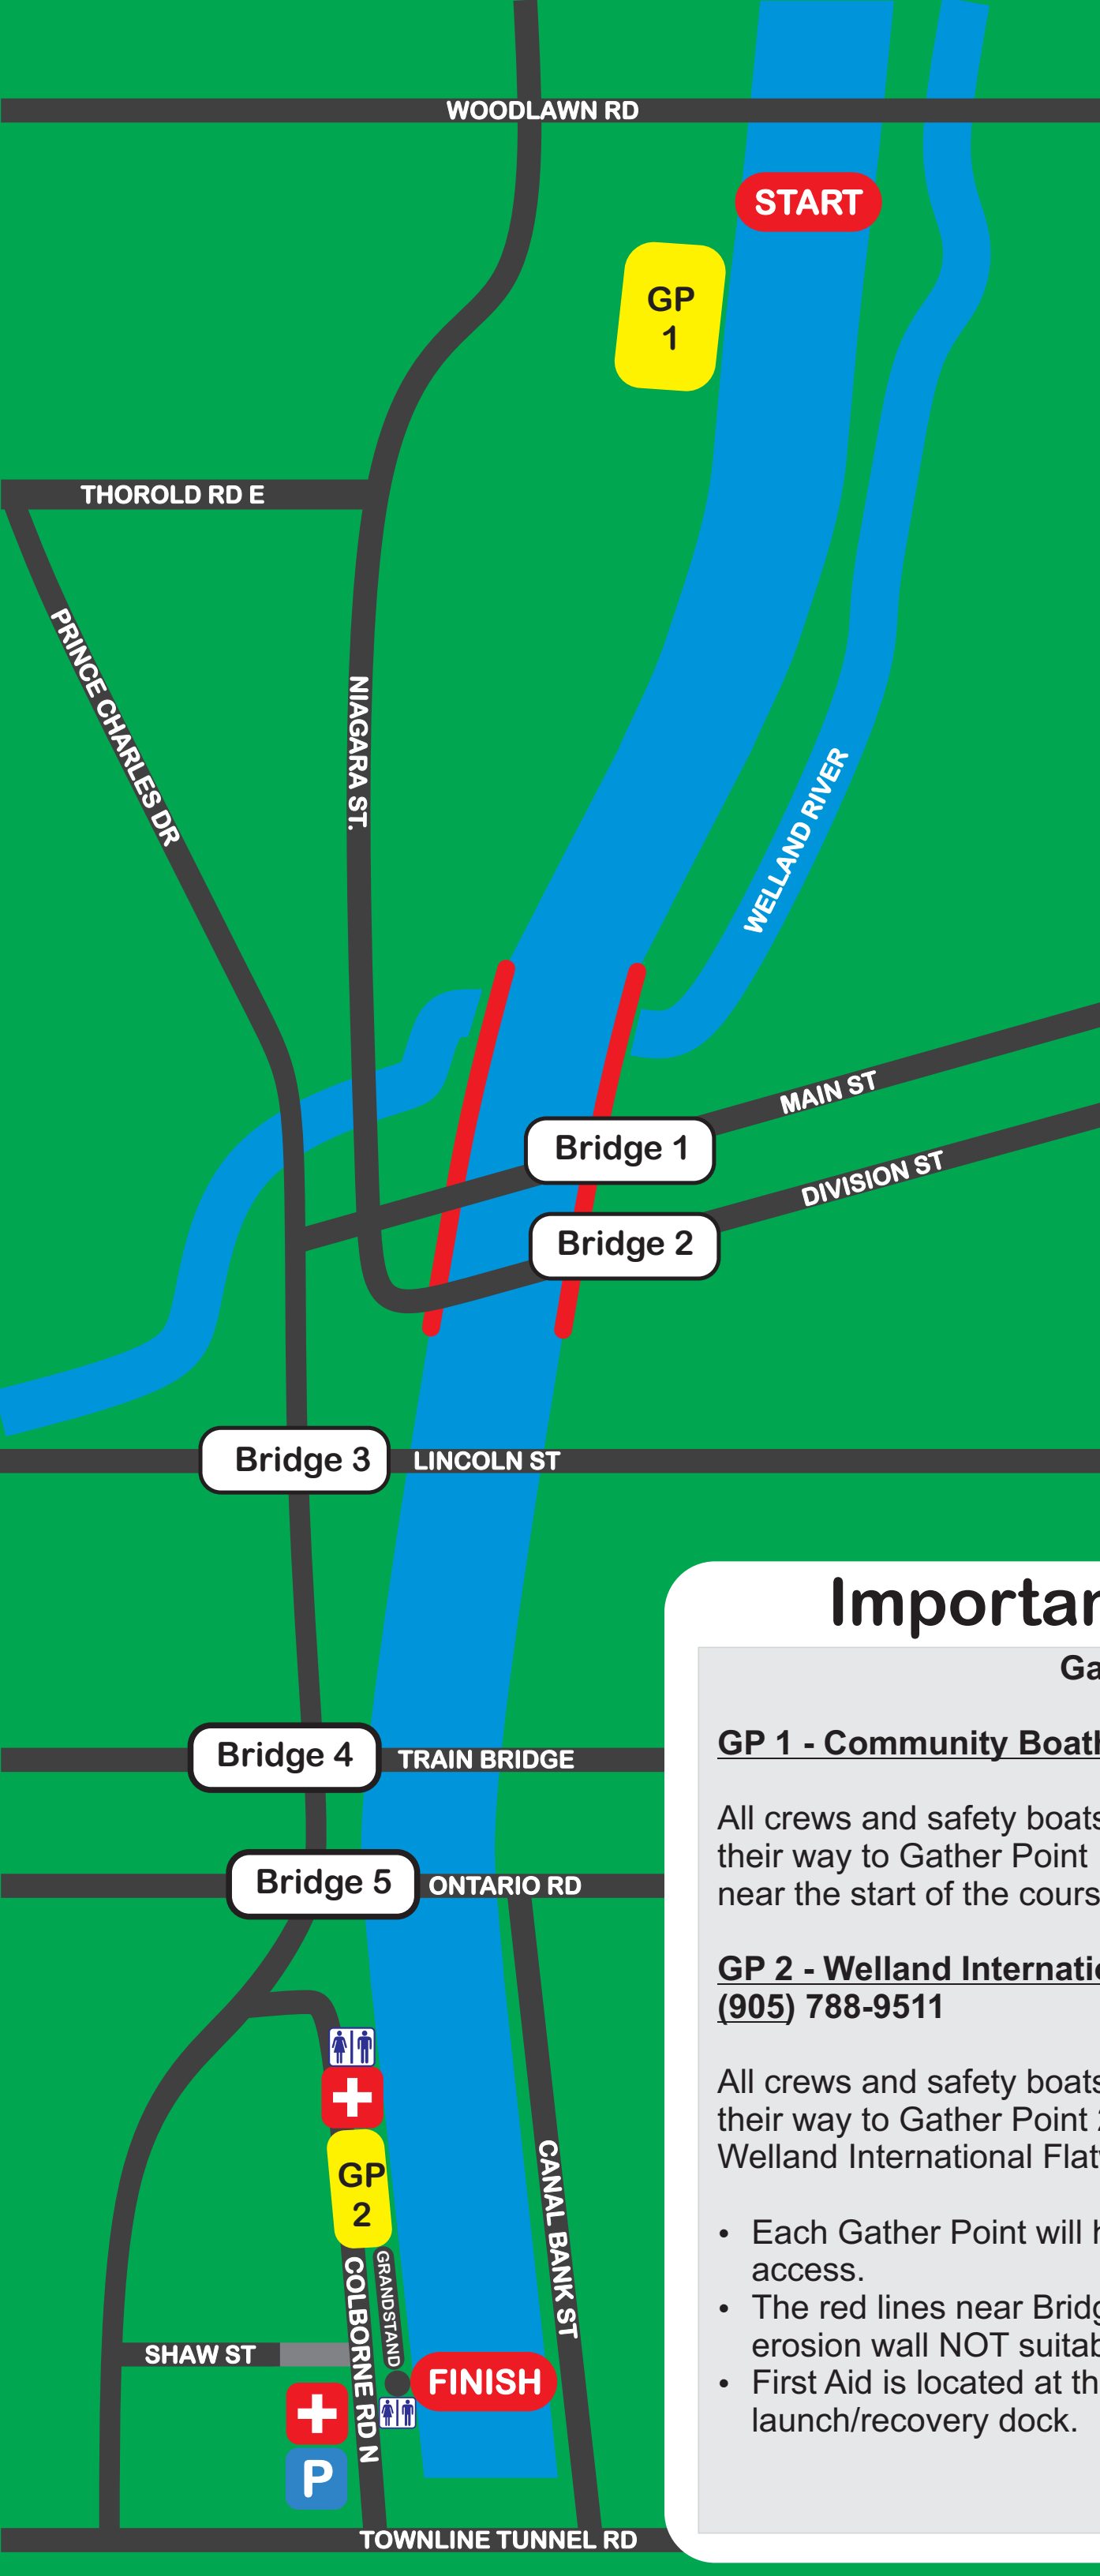 WOODLAWN RD
START
GP
1
THOROLD RD E
PRINCE CHARLES DR
NIAGARA ST.
WELLAND RIVER
MAIN ST
Bridge 1
DIVISION ST
Bridge 2
Bridge 3
LINCOLN ST
Bridge 4
TRAIN BRIDGE
Bridge 5
ONTARIO RD
GP
2
CANAL BANK ST
COLBORNE RD N
GRANDSTAND
SHAW ST
FINISH
P
TOWNLINE TUNNEL RD
Importan
Ga
GP 1 - Community Boath
All crews and safety boats
their way to Gather Point
near the start of the cours
GP 2 - Welland Internatio
(905) 788-9511
All crews and safety boats
their way to Gather Point 2
Welland International Flat
• Each Gather Point will h
access.
• The red lines near Bridg
erosion wall NOT suitab
• First Aid is located at th
launch/recovery dock.